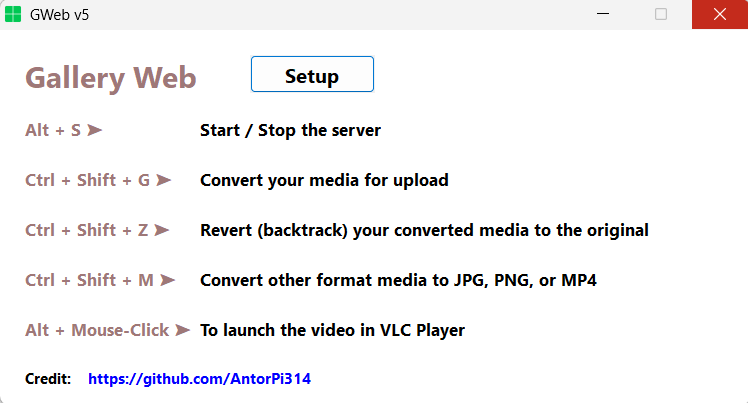 GWeb v5
Gallery Web Setup
Alt + S ➤ Start / Stop the server
Ctrl + Shift + G ➤ Convert your media for upload
Ctrl + Shift + Z ➤ Revert (backtrack) your converted media to the original
Ctrl + Shift + M ➤ Convert other format media to JPG, PNG, or MP4
Alt + Mouse-Click ➤ To launch the video in VLC Player
Credit: https://github.com/AntorPi314